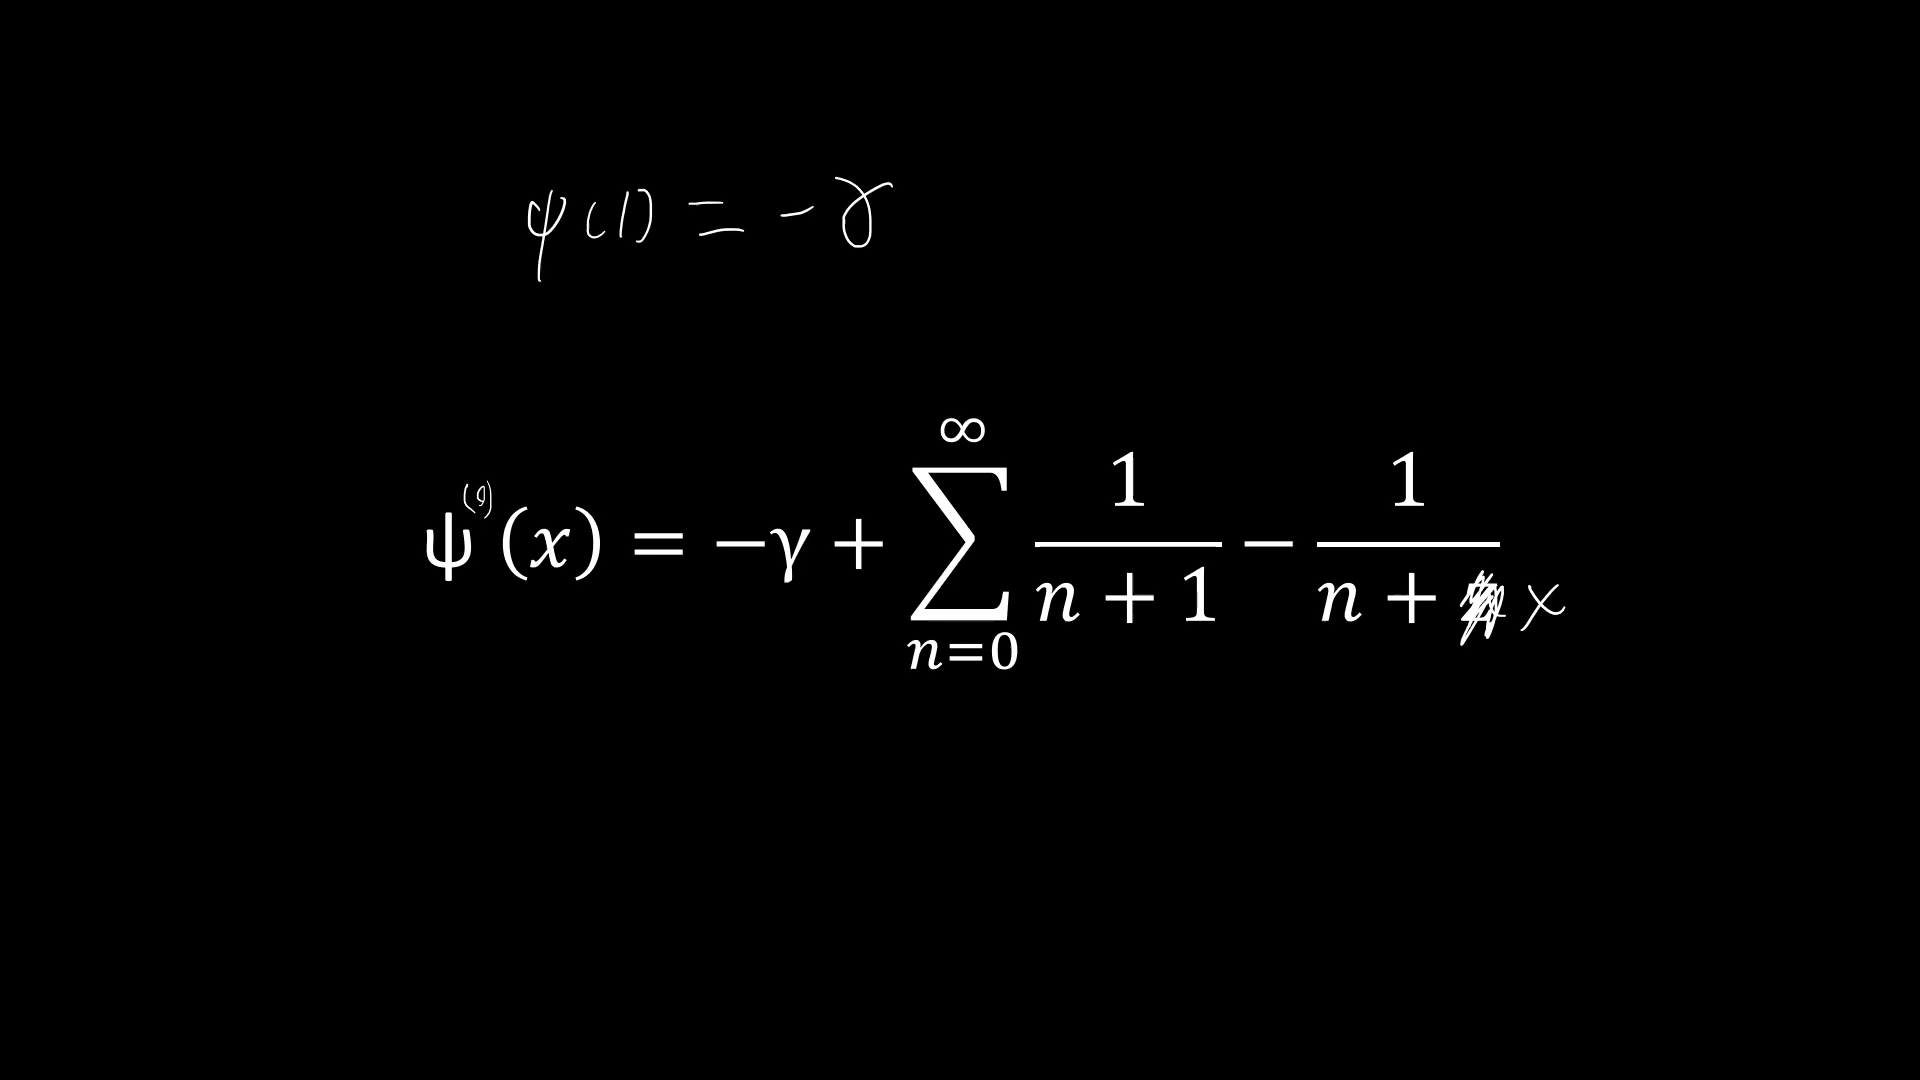 ψ(1) = -γ
ψ⁽⁰⁾(x) = −γ + ∑_{n=0}^{∞} 1/(n + 1) − 1/(n + x)